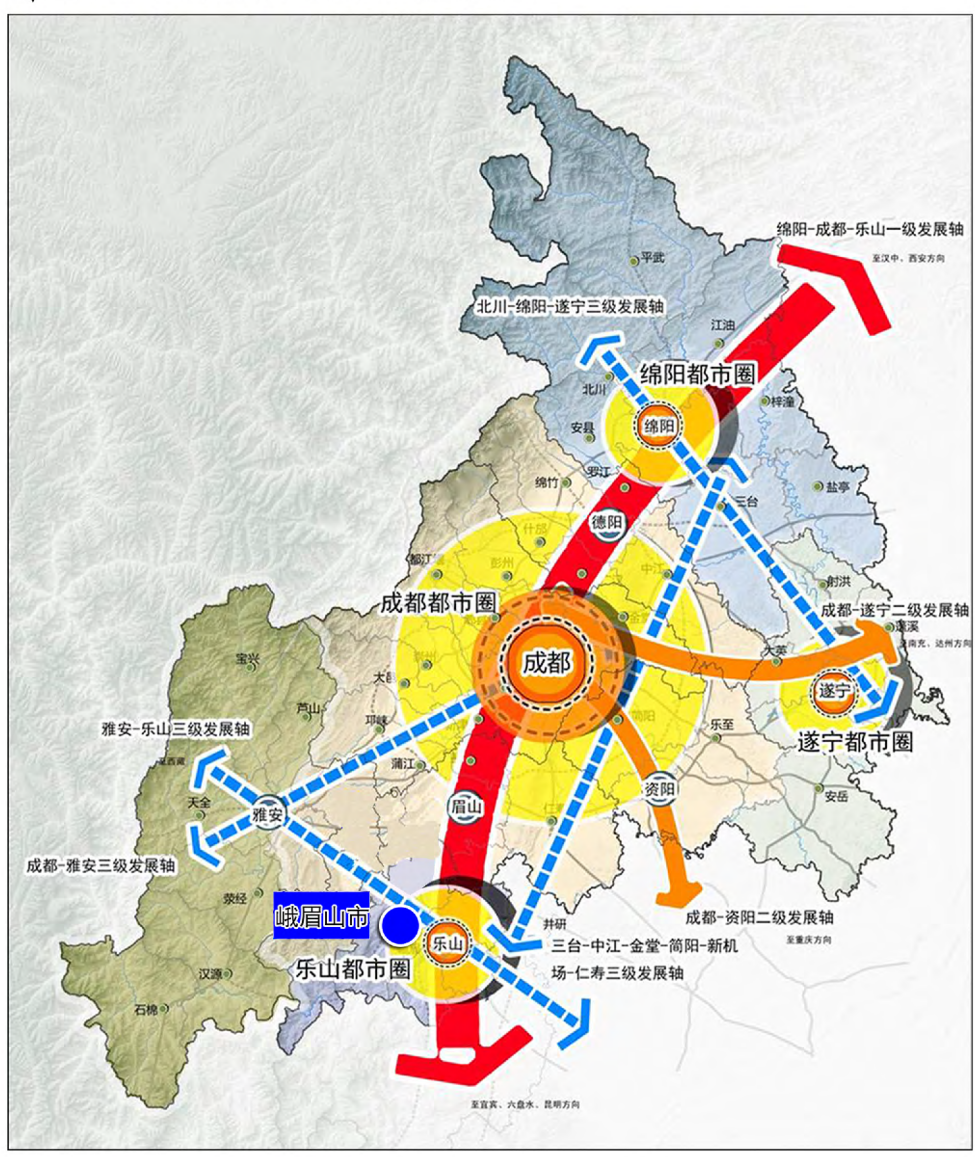 绵阳-成都-乐山一级发展轴
至汉中、西安方向
平武
北川-绵阳-遂宁三级发展轴
江油
绵阳都市圈
北川
梓潼
绵阳
安县
罗江
绵竹
盐亭
三台
德阳
什邡
都江
彭州
中江
射洪
成都都市圈
成都-遂宁二级发展轴
至南充、达州方向
宝兴
成都
大英
大邑
遂宁
芦山
简阳
邛崃
乐至
雅安-乐山三级发展轴
遂宁都市圈
至西藏
蒲江
资阳
安岳
天全
眉山
雅安
仁寿
成都-雅安三级发展轴
荥经
峨眉山市
成都-资阳二级发展轴
井研
至重庆方向
乐山
三台-中江-金堂-简阳-新机
场-仁寿三级发展轴
乐山都市圈
汉源
石棉
至宜宾、六盘水、昆明方向